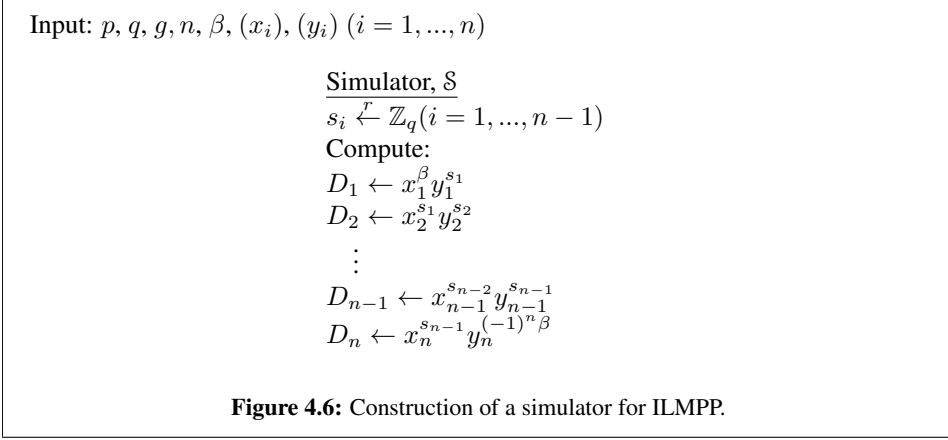 Input: p, q, g, n, β, (x_i), (y_i) (i = 1, ..., n)
Simulator, 𝒮
s_i ←^r ℤ_q(i = 1, ..., n − 1)
Compute:
D_1 ← x_1^β y_1^{s_1}
D_2 ← x_2^{s_1} y_2^{s_2}
⋮
D_{n−1} ← x_{n−1}^{s_{n−2}} y_{n−1}^{s_{n−1}}
D_n ← x_n^{s_{n−1}} y_n^{(−1)^n β}
Figure 4.6: Construction of a simulator for ILMPP.